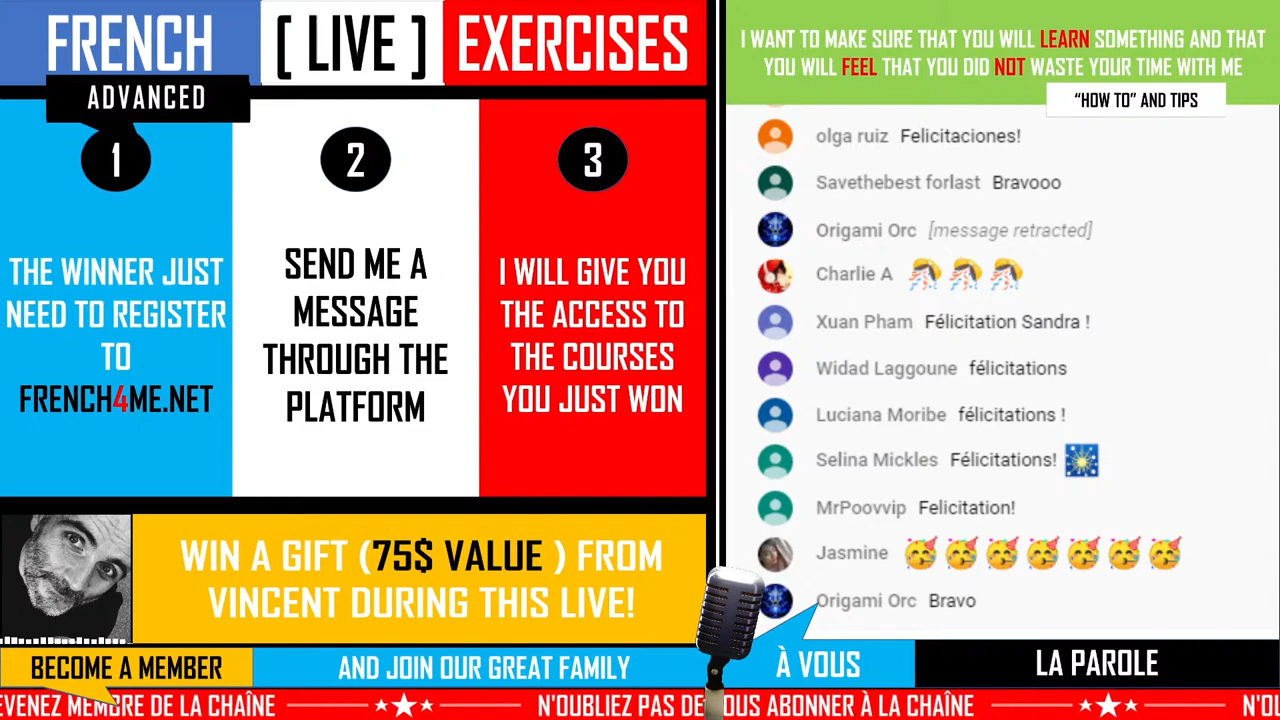 FRENCH [ LIVE ] EXERCISES
ADVANCED
1
THE WINNER JUST
NEED TO REGISTER
TO
FRENCH4ME.NET
2
SEND ME A
MESSAGE
THROUGH THE
PLATFORM
3
I WILL GIVE YOU
THE ACCESS TO
THE COURSES
YOU JUST WON
WIN A GIFT (75$ VALUE ) FROM
VINCENT DURING THIS LIVE!
BECOME A MEMBER
AND JOIN OUR GREAT FAMILY
I WANT TO MAKE SURE THAT YOU WILL LEARN SOMETHING AND THAT
YOU WILL FEEL THAT YOU DID NOT WASTE YOUR TIME WITH ME
“HOW TO” AND TIPS
olga ruiz Felicitaciones!
Savethebest forlast Bravooo
Origami Orc [message retracted]
Charlie A
Xuan Pham Félicitation Sandra !
Widad Laggoune félicitations
Luciana Moribe félicitations !
Selina Mickles Félicitations!
MrPoovvip Felicitation!
Jasmine
Origami Orc Bravo
À VOUS
LA PAROLE
EVENEZ MEMBRE DE LA CHAÎNE N'OUBLIEZ PAS DE OUS ABONNER À LA CHAÎNE N'OU